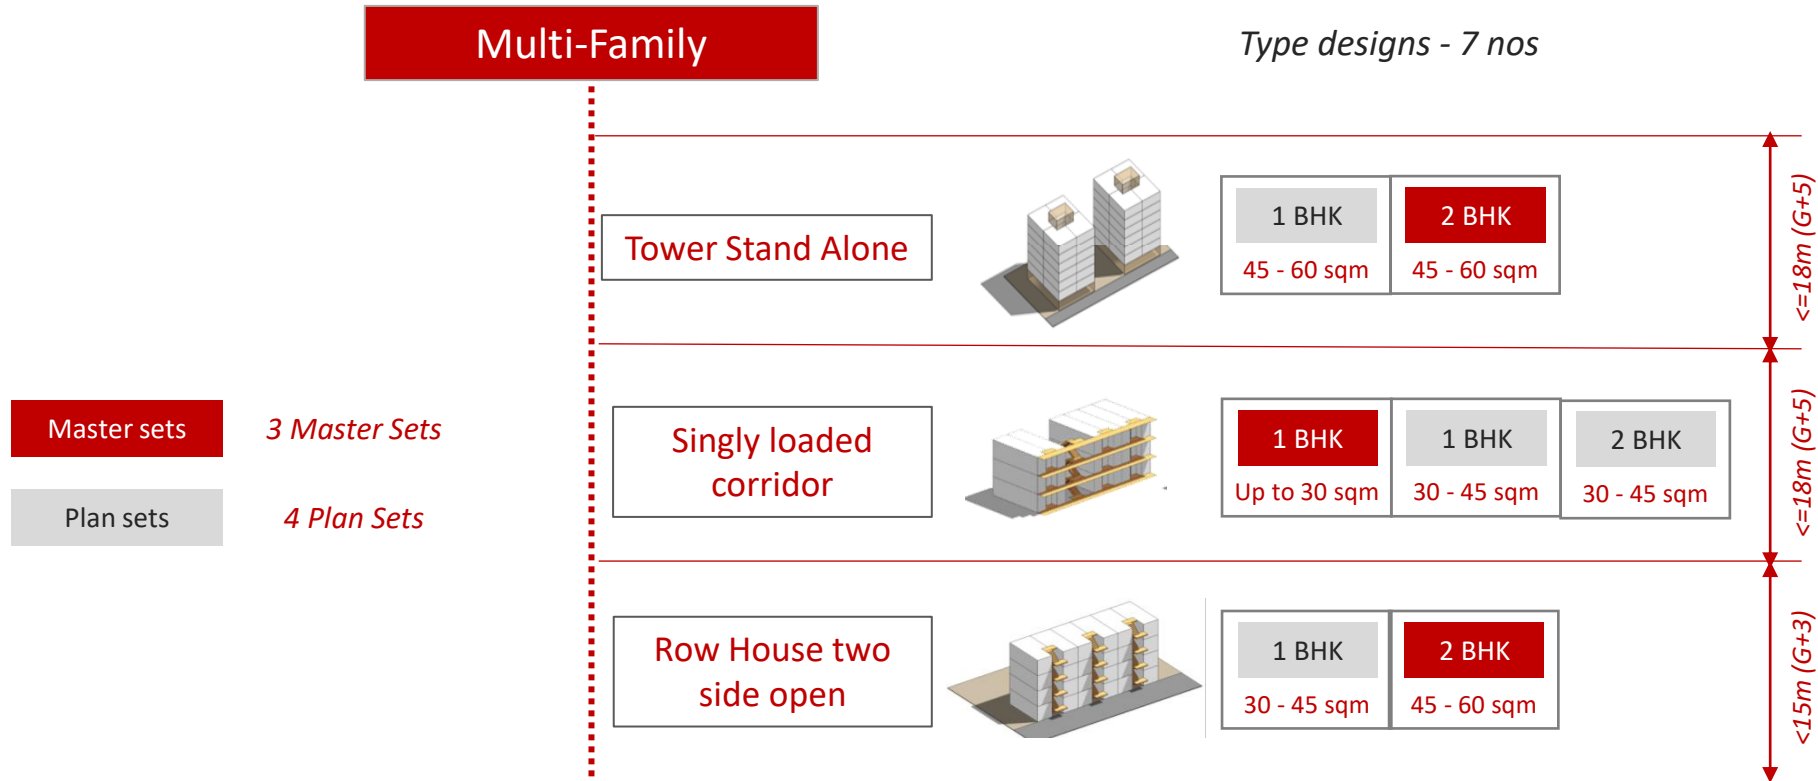 Multi-Family
Type designs - 7 nos
Tower Stand Alone
1 BHK
45 - 60 sqm
2 BHK
45 - 60 sqm
<=18m (G+5)
Master sets
3 Master Sets
Plan sets
4 Plan Sets
Singly loaded
corridor
1 BHK
Up to 30 sqm
1 BHK
30 - 45 sqm
2 BHK
30 - 45 sqm
<=18m (G+5)
Row House two
side open
1 BHK
30 - 45 sqm
2 BHK
45 - 60 sqm
<15m (G+3)